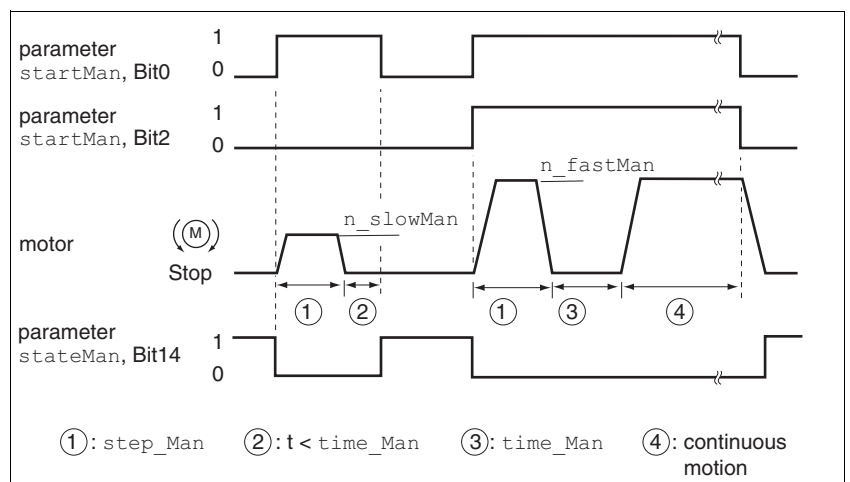 parameter
startMan, Bit0
1
0
parameter
startMan, Bit2
1
0
n_fastMan
n_slowMan
motor
M
Stop
1 2 1 3 4
parameter
stateMan, Bit14
1
0
1: step_Man 2: t < time_Man 3: time_Man 4: continuous
motion